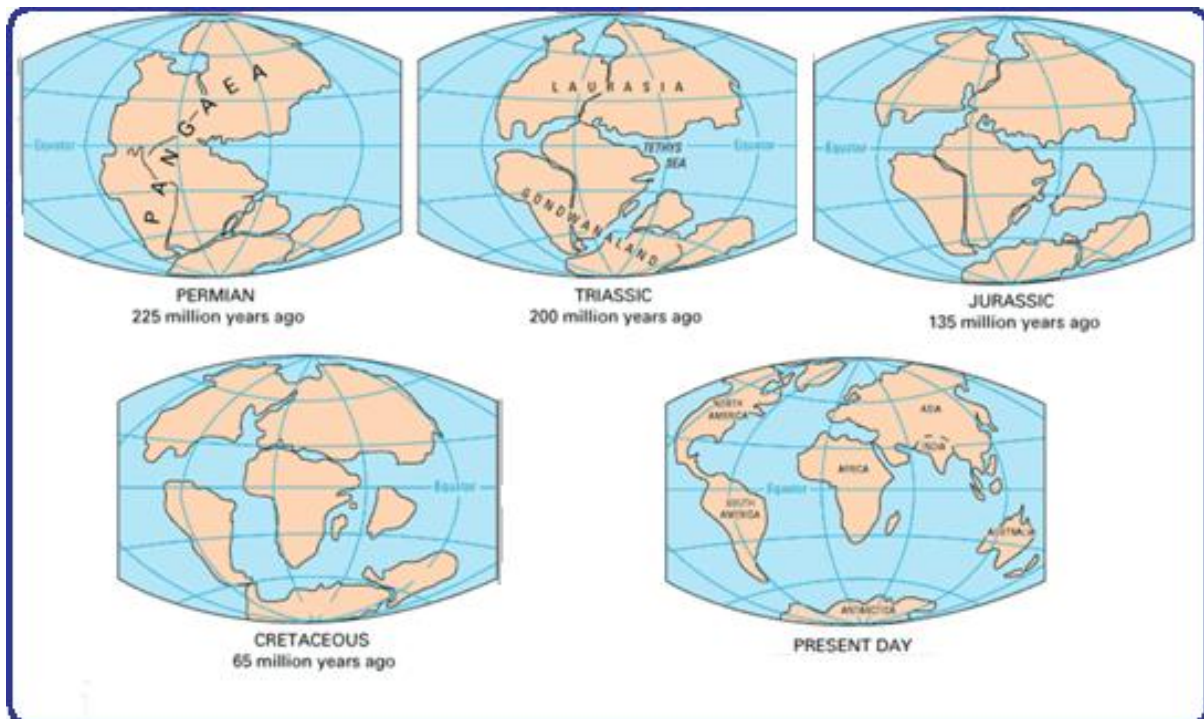 Equator
PANGAEA
PERMIAN
225 million years ago
LAURASIA
TETHYS
SEA
Equator
GONDWANALAND
TRIASSIC
200 million years ago
Equator
JURASSIC
135 million years ago
Equator
CRETACEOUS
65 million years ago
NORTH
AMERICA
ASIA
INDIA
AFRICA
Equator
SOUTH
AMERICA
AUSTRALIA
ANTARCTICA
PRESENT DAY